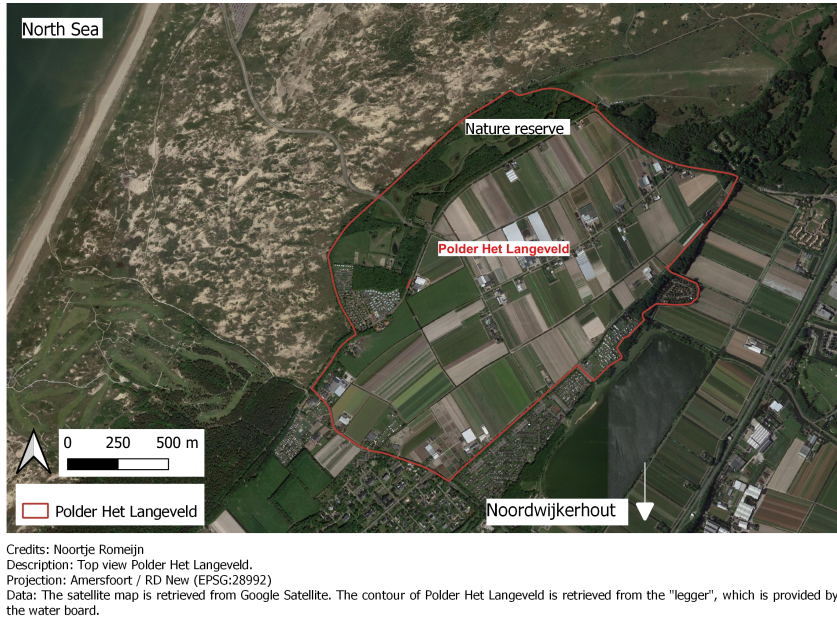 North Sea
Nature reserve
Polder Het Langeveld
0 250 500 m
Polder Het Langeveld
Noordwijkerhout
Credits: Noortje Romeijn
Description: Top view Polder Het Langeveld.
Projection: Amersfoort / RD New (EPSG:28992)
Data: The satellite map is retrieved from Google Satellite. The contour of Polder Het Langeveld is retrieved from the "legger", which is provided by
the water board.